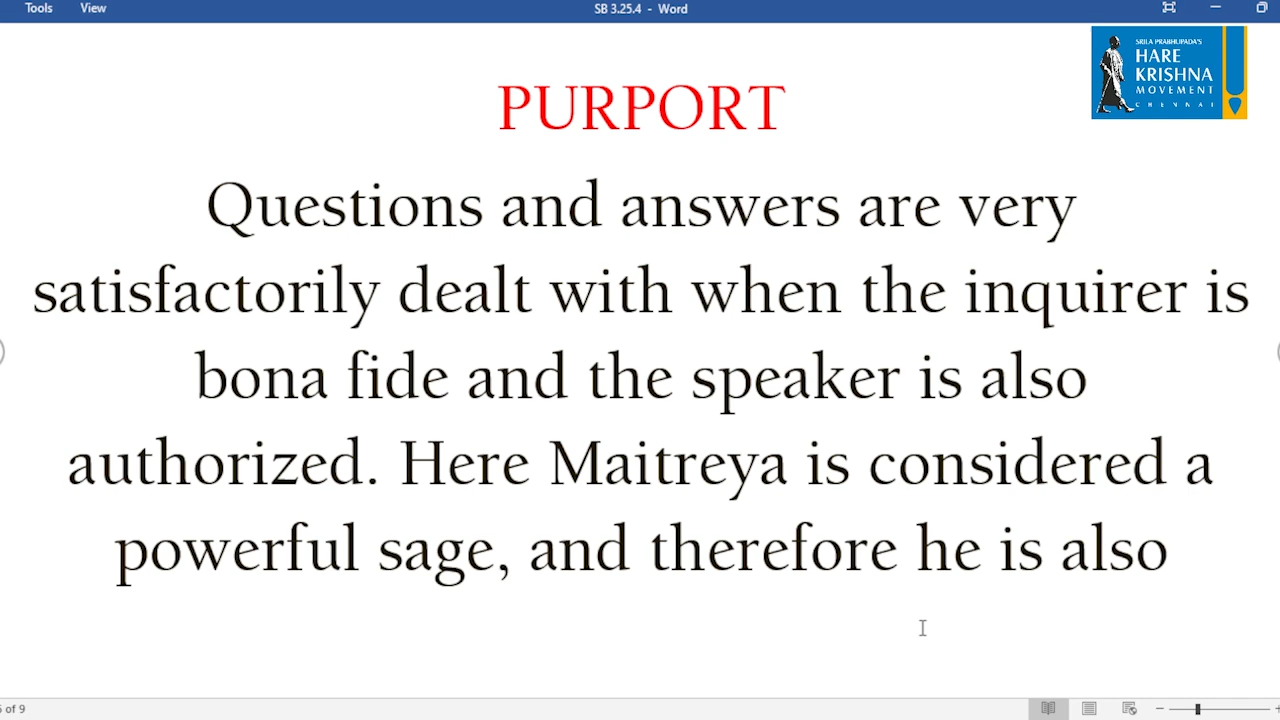 Tools View SB 3.25.4 - Word
SRILA PRABHUPADA'S
HARE
KRISHNA
MOVEMENT
CHENNAI
PURPORT
Questions and answers are very
satisfactorily dealt with when the inquirer is
bona fide and the speaker is also
authorized. Here Maitreya is considered a
powerful sage, and therefore he is also
of 9